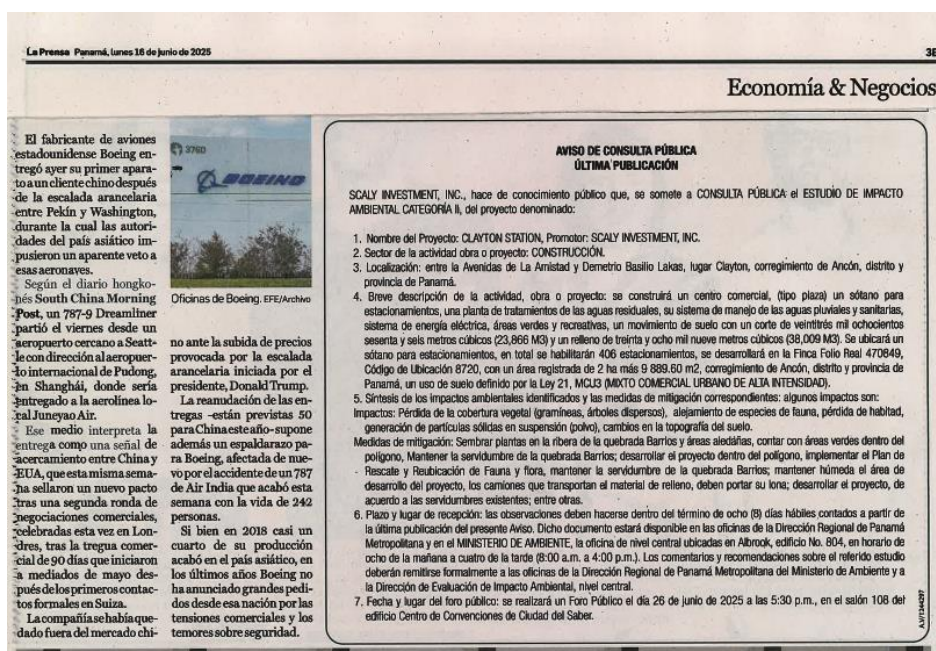 La Prensa Panamá, lunes 16 de junio de 2025
3B
Economía & Negocios
El fabricante de aviones
estadounidense Boeing en-
tregó ayer su primer apara-
to a un cliente chino después
de la escalada arancelaria
entre Pekín y Washington,
durante la cual las autori-
dades del país asiático im-
pusieron un aparente veto a
esas aeronaves.
Según el diario hongko-
nés South China Morning
Post, un 787-9 Dreamliner
partió el viernes desde un
aeropuerto cercano a Seatt-
le con dirección al aeropuer-
to internacional de Pudong,
en Shanghái, donde sería
entregado a la aerolínea lo-
cal Juneyao Air.
Ese medio interpreta la
entrega como una señal de
acercamiento entre China y
EUA, que esta misma sema-
na sellaron un nuevo pacto
tras una segunda ronda de
negociaciones comerciales,
celebradas esta vez en Lon-
dres, tras la tregua comer-
cial de 90 días que iniciaron
a mediados de mayo des-
pués de los primeros contac-
tos formales en Suiza.
La compañía se había que-
dado fuera del mercado chi-
376D
BOEING
Oficinas de Boeing. EFE/Archivo
no ante la subida de precios
provocada por la escalada
arancelaria iniciada por el
presidente, Donald Trump.
La reanudación de las en-
tregas -están previstas 50
para China este año- supone
además un espaldarazo pa-
ra Boeing, afectada de nue-
vo por el accidente de un 787
de Air India que acabó esta
semana con la vida de 242
personas.
Si bien en 2018 casi un
cuarto de su producción
acabó en el país asiático, en
los últimos años Boeing no
ha anunciado grandes pedi-
dos desde esa nación por las
tensiones comerciales y los
temores sobre seguridad.
AVISO DE CONSULTA PÚBLICA
ÚLTIMA PUBLICACIÓN
SCALY INVESTMENT, INC., hace de conocimiento público que, se somete a CONSULTA PÚBLICA el ESTUDIO DE IMPACTO
AMBIENTAL CATEGORÍA II, del proyecto denominado:
1. Nombre del Proyecto: CLAYTON STATION, Promotor: SCALY INVESTMENT, INC.
2. Sector de la actividad obra o proyecto: CONSTRUCCIÓN.
3. Localización: entre la Avenidas de La Amistad y Demetrio Basilio Lakas, lugar Clayton, corregimiento de Ancón, distrito y
provincia de Panamá.
4. Breve descripción de la actividad, obra o proyecto: se construirá un centro comercial, (tipo plaza) un sótano para
estacionamientos, una planta de tratamientos de las aguas residuales, su sistema de manejo de las aguas pluviales y sanitarias,
sistema de energía eléctrica, áreas verdes y recreativas, un movimiento de suelo con un corte de veintitrés mil ochocientos
sesenta y seis metros cúbicos (23,866 M3) y un relleno de treinta y ocho mil nueve metros cúbicos (38,009 M3). Se ubicará un
sótano para estacionamientos, en total se habilitarán 406 estacionamientos, se desarrollará en la Finca Folio Real 470849,
Código de Ubicación 8720, con un área registrada de 2 ha más 9 889.60 m2, corregimiento de Ancón, distrito y provincia de
Panamá, un uso de suelo definido por la Ley 21, MCU3 (MIXTO COMERCIAL URBANO DE ALTA INTENSIDAD).
5. Síntesis de los impactos ambientales identificados y las medidas de mitigación correspondientes: algunos impactos son:
Impactos: Pérdida de la cobertura vegetal (gramíneas, árboles dispersos), alejamiento de especies de fauna, pérdida de habitad,
generación de partículas sólidas en suspensión (polvo), cambios en la topografía del suelo.
Medidas de mitigación: Sembrar plantas en la ribera de la quebrada Barrios y áreas aledáñas, contar con áreas verdes dentro del
polígono, Mantener la servidumbre de la quebrada Barrios; desarrollar el proyecto dentro del polígono, implementar el Plan de
Rescate y Reubicación de Fauna y flora, mantener la servidumbre de la quebrada Barrios; mantener húmeda el área de
desarrollo del proyecto, los camiones que transportan el material de relleno, deben portar su lona; desarrollar el proyecto, de
acuerdo a las servidumbres existentes; entre otras.
6. Plazo y lugar de recepción: las observaciones deben hacerse dentro del término de ocho (8) días hábiles contados a partir de
la última publicación del presente Aviso. Dicho documento estará disponible en las oficinas de la Dirección Regional de Panamá
Metropolitana y en el MINISTERIO DE AMBIENTE, la oficina de nivel central ubicadas en Albrook, edificio No. 804, en horario de
ocho de la mañana a cuatro de la tarde (8:00 a.m. a 4:00 p.m.). Los comentarios y recomendaciones sobre el referido estudio
deberán remitirse formalmente a las oficinas de la Dirección Regional de Panamá Metropolitana del Ministerio de Ambiente y a
la Dirección de Evaluación de Impacto Ambiental, nivel central.
7. Fecha y lugar del foro público: se realizará un Foro Público el día 26 de junio de 2025 a las 5:30 p.m., en el salón 108 del
edificio Centro de Convenciones de Ciudad del Saber.